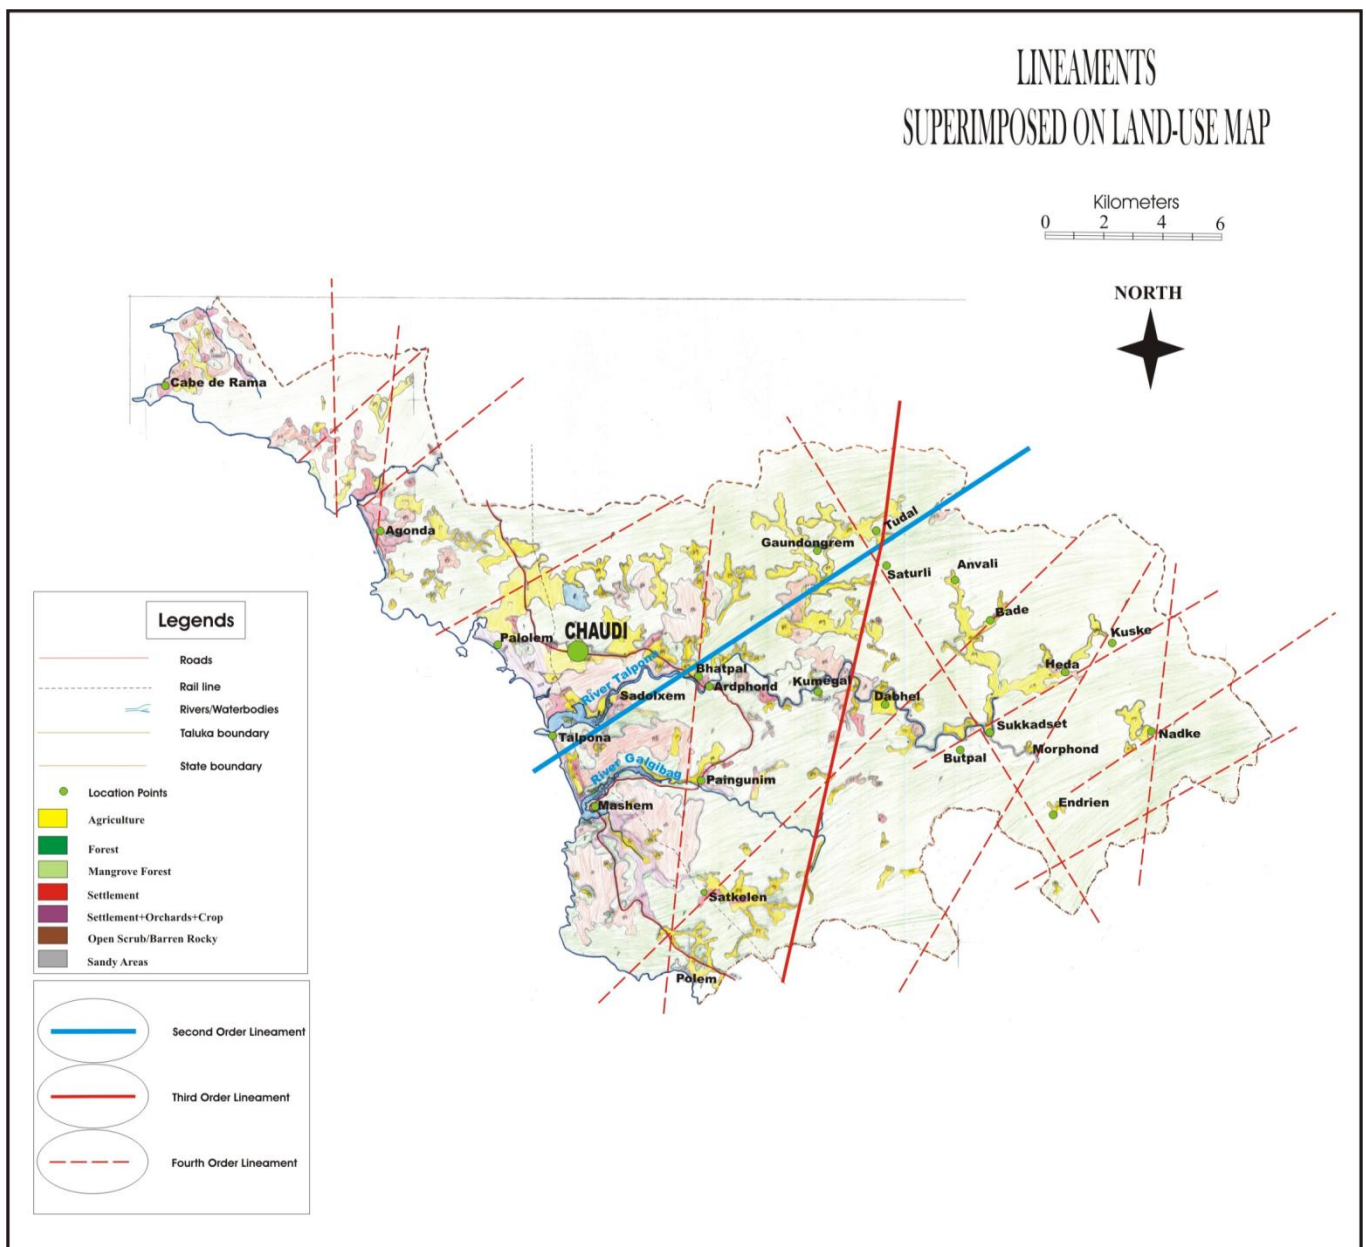 LINEAMENTS
SUPERIMPOSED ON LAND-USE MAP
Kilometers
0 2 4 6
NORTH
Cabe de Rama
Agonda
Tudal
Gaundongrem
Saturli
Anvali
Bade
Palolem
CHAUDI
Kuske
Heda
Bhatpal
River Talpona
Ardphond
Kumegal
Sadolxem
Dabhel
Sukkadset
Talpona
Nadke
Morphond
Butpal
River Galgibag
Paingunim
Mashem
Endrien
Satkelen
Polem
Legends
Roads
Rail line
Rivers/Waterbodies
Taluka boundary
State boundary
Location Points
Agriculture
Forest
Mangrove Forest
Settlement
Settlement+Orchards+Crop
Open Scrub/Barren Rocky
Sandy Areas
Second Order Lineament
Third Order Lineament
Fourth Order Lineament